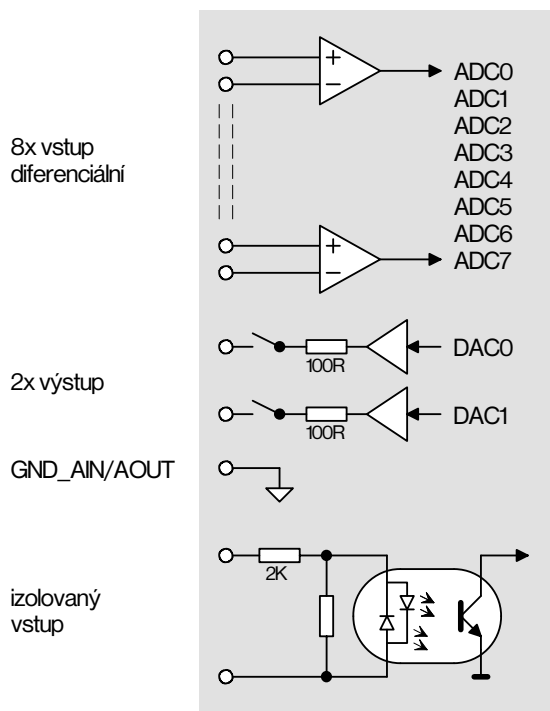 8x vstup
diferenciální
+
−
ADC0
ADC1
ADC2
ADC3
ADC4
ADC5
ADC6
ADC7
+
−
2x výstup
100R
DAC0
100R
DAC1
GND_AIN/AOUT
izolovaný
vstup
2K